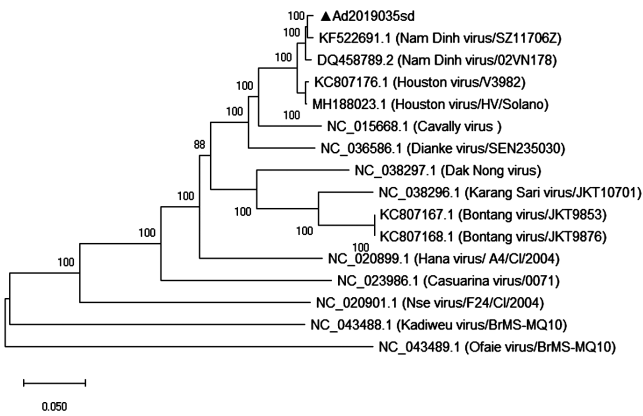 100
▲Ad2019035sd
100
KF522691.1 (Nam Dinh virus/SZ11706Z)
DQ458789.2 (Nam Dinh virus/02VN178)
100
KC807176.1 (Houston virus/V3982)
100
MH188023.1 (Houston virus/HV/Solano)
100
NC_015668.1 (Cavally virus )
100
NC_036586.1 (Dianke virus/SEN235030)
88
NC_038297.1 (Dak Nong virus)
100
NC_038296.1 (Karang Sari virus/JKT10701)
100
KC807167.1 (Bontang virus/JKT9853)
100
KC807168.1 (Bontang virus/JKT9876)
100
NC_020899.1 (Hana virus/ A4/CI/2004)
100
NC_023986.1 (Casuarina virus/0071)
100
NC_020901.1 (Nse virus/F24/CI/2004)
NC_043488.1 (Kadiweu virus/BrMS-MQ10)
NC_043489.1 (Ofaie virus/BrMS-MQ10)
0.050